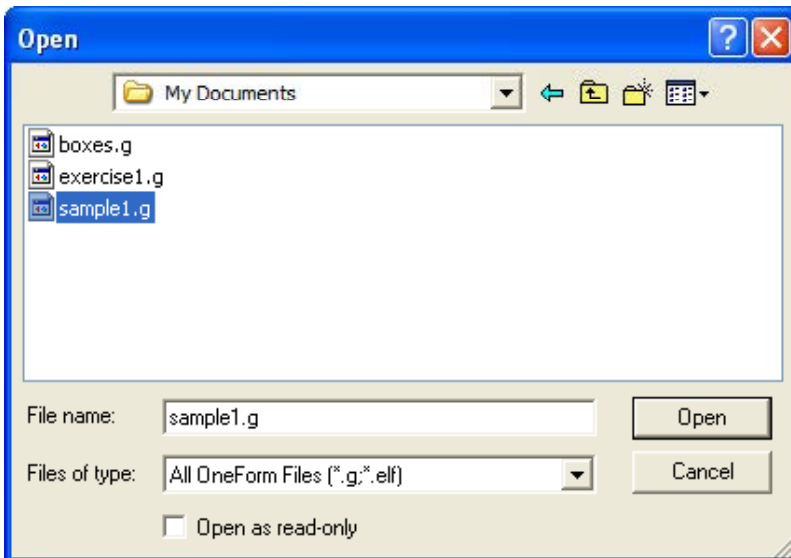 Open
My Documents
boxes.g
exercise1.g
sample1.g
File name: sample1.g Open
Files of type: All OneForm Files (*.g;*.elf) Cancel
Open as read-only